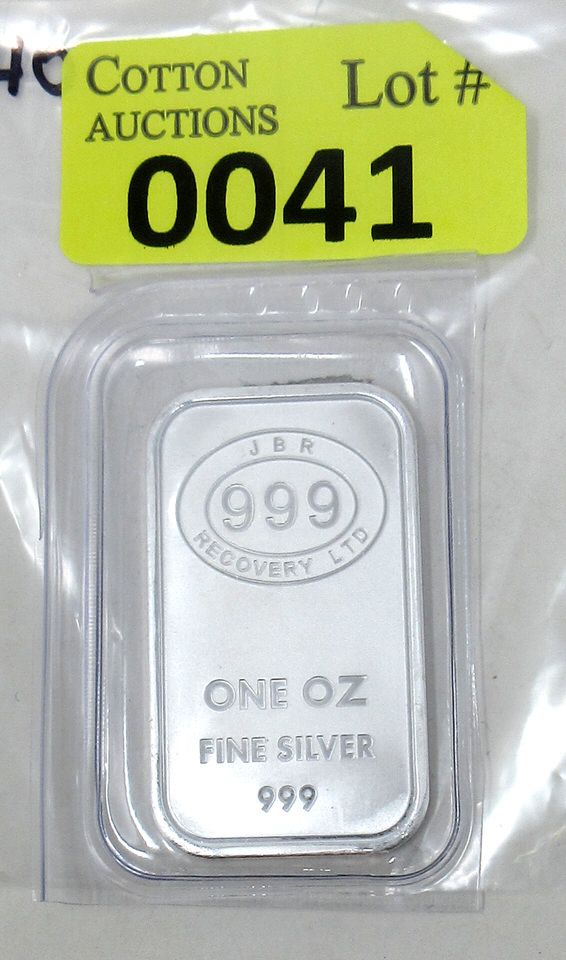 COTTON
AUCTIONS
Lot #
0041
JBR
999
RECOVERY LTD
ONE OZ
FINE SILVER
999